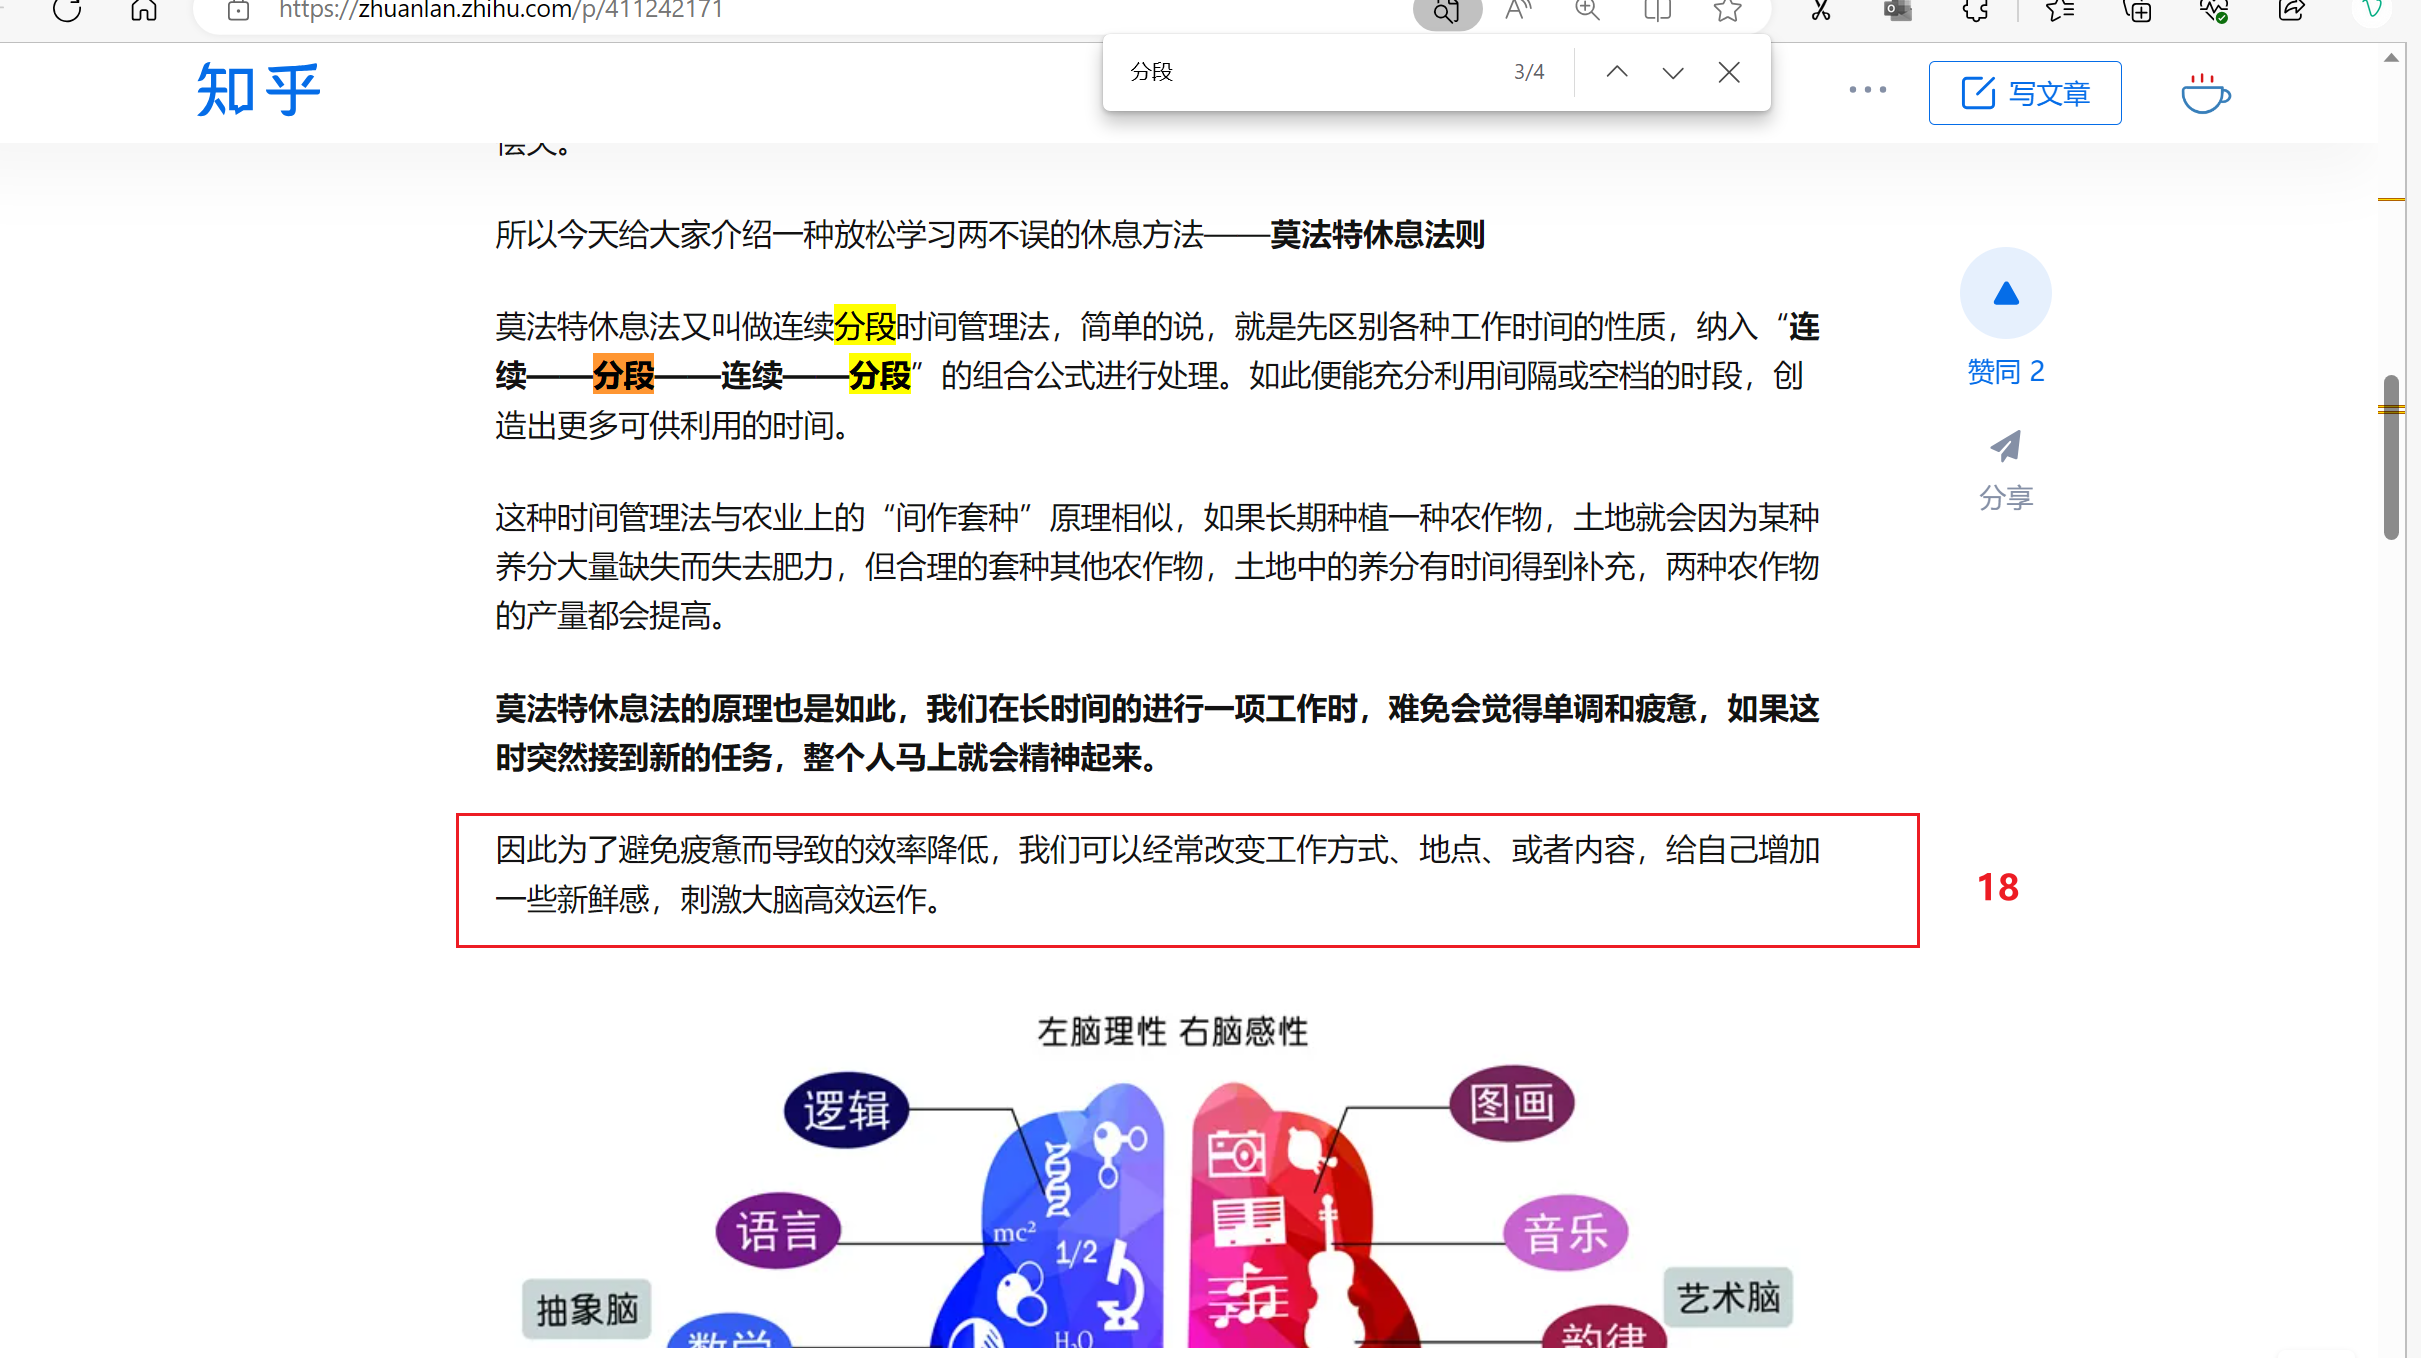 https://zhuanlan.zhihu.com/p/411242171
分段 3/4
知乎
写文章
所以今天给大家介绍一种放松学习两不误的休息方法——莫法特休息法则
莫法特休息法又叫做连续分段时间管理法，简单的说，就是先区别各种工作时间的性质，纳入“连
续——分段——连续——分段”的组合公式进行处理。如此便能充分利用间隔或空档的时段，创
造出更多可供利用的时间。
赞同 2
分享
这种时间管理法与农业上的“间作套种”原理相似，如果长期种植一种农作物，土地就会因为某种
养分大量缺失而失去肥力，但合理的套种其他农作物，土地中的养分有时间得到补充，两种农作物
的产量都会提高。
莫法特休息法的原理也是如此，我们在长时间的进行一项工作时，难免会觉得单调和疲惫，如果这
时突然接到新的任务，整个人马上就会精神起来。
因此为了避免疲惫而导致的效率降低，我们可以经常改变工作方式、地点、或者内容，给自己增加
一些新鲜感，刺激大脑高效运作。
18
左脑理性 右脑感性
逻辑
图画
语言
音乐
mc²
1/2
抽象脑
艺术脑
数学
H₂O
韵律